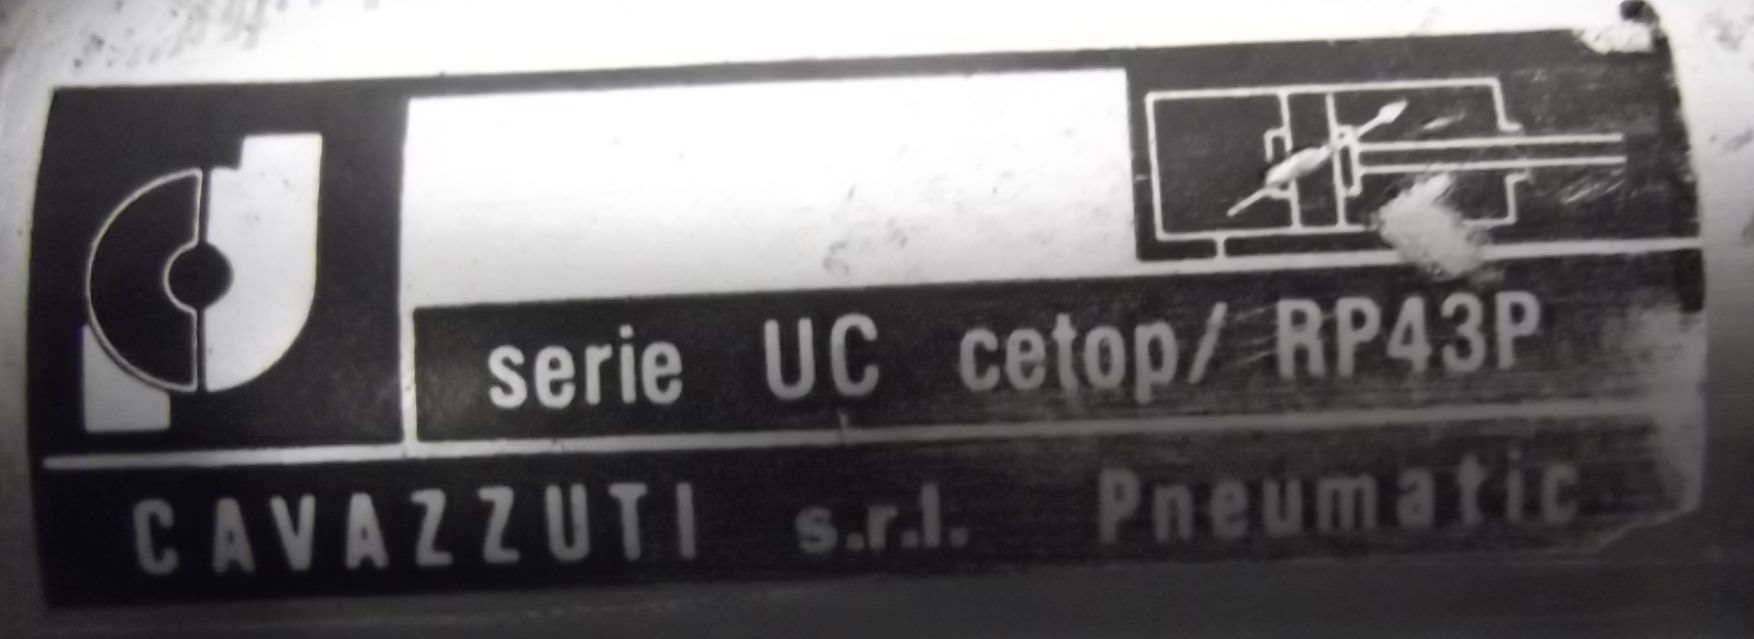 serie UC cetop/ RP43P
CAVAZZUTI s.r.l. Pneumatic